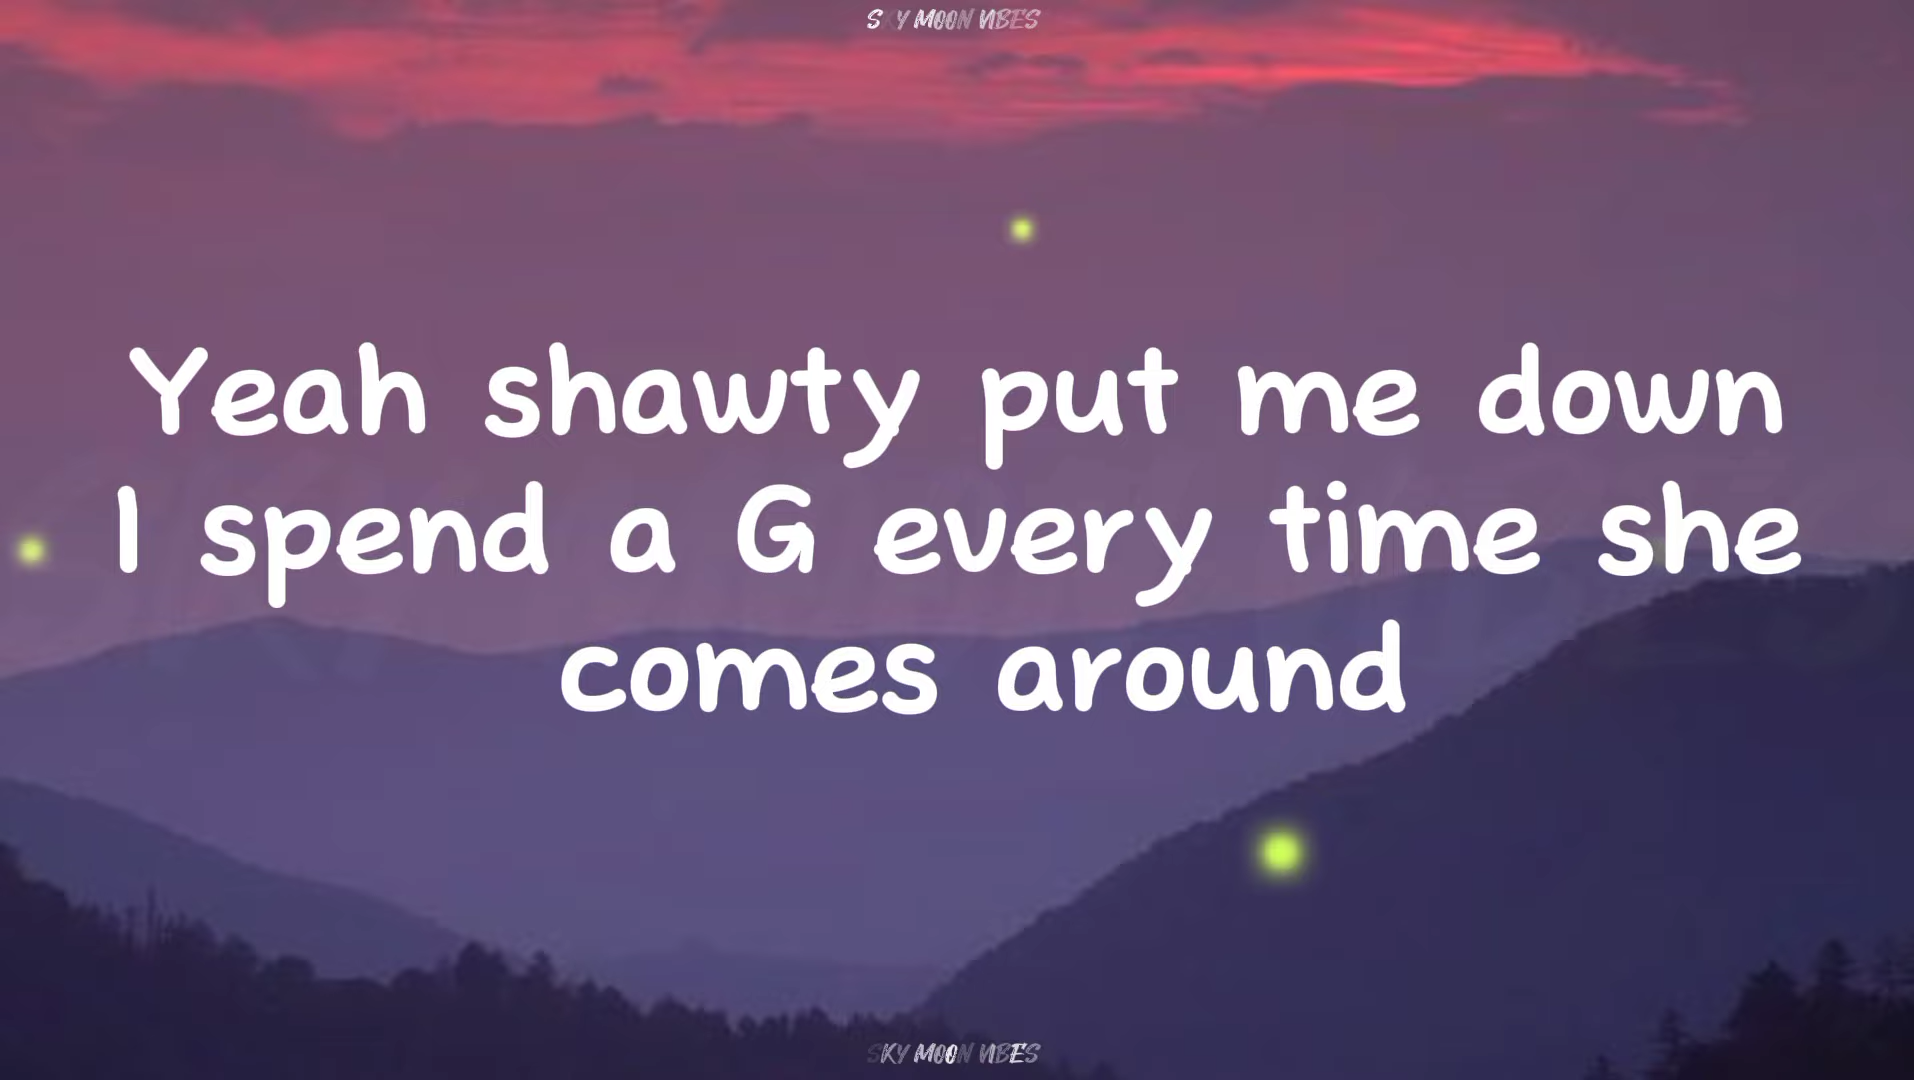 SKY MOON VIBES
Yeah shawty put me down
I spend a G every time she
comes around
SKY MOON VIBES